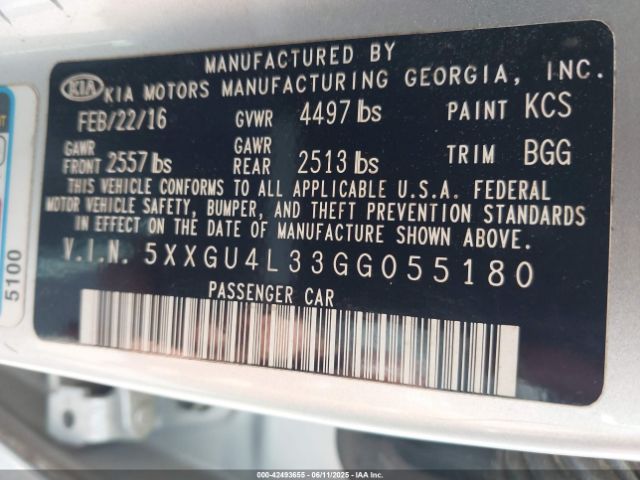 MANUFACTURED BY
KIA KIA MOTORS MANUFACTURING GEORGIA, INC.
FEB/22/16 GVWR 4497 lbs PAINT KCS
GAWR FRONT 2557 lbs GAWR REAR 2513 lbs TRIM BGG
THIS VEHICLE CONFORMS TO ALL APPLICABLE U.S.A. FEDERAL
MOTOR VEHICLE SAFETY, BUMPER, AND THEFT PREVENTION STANDARDS
IN EFFECT ON THE DATE OF MANUFACTURE SHOWN ABOVE.
V.I.N. 5XXGU4L33GG055180
PASSENGER CAR
5100
000-42493655 - 06/11/2025 - IAA Inc.